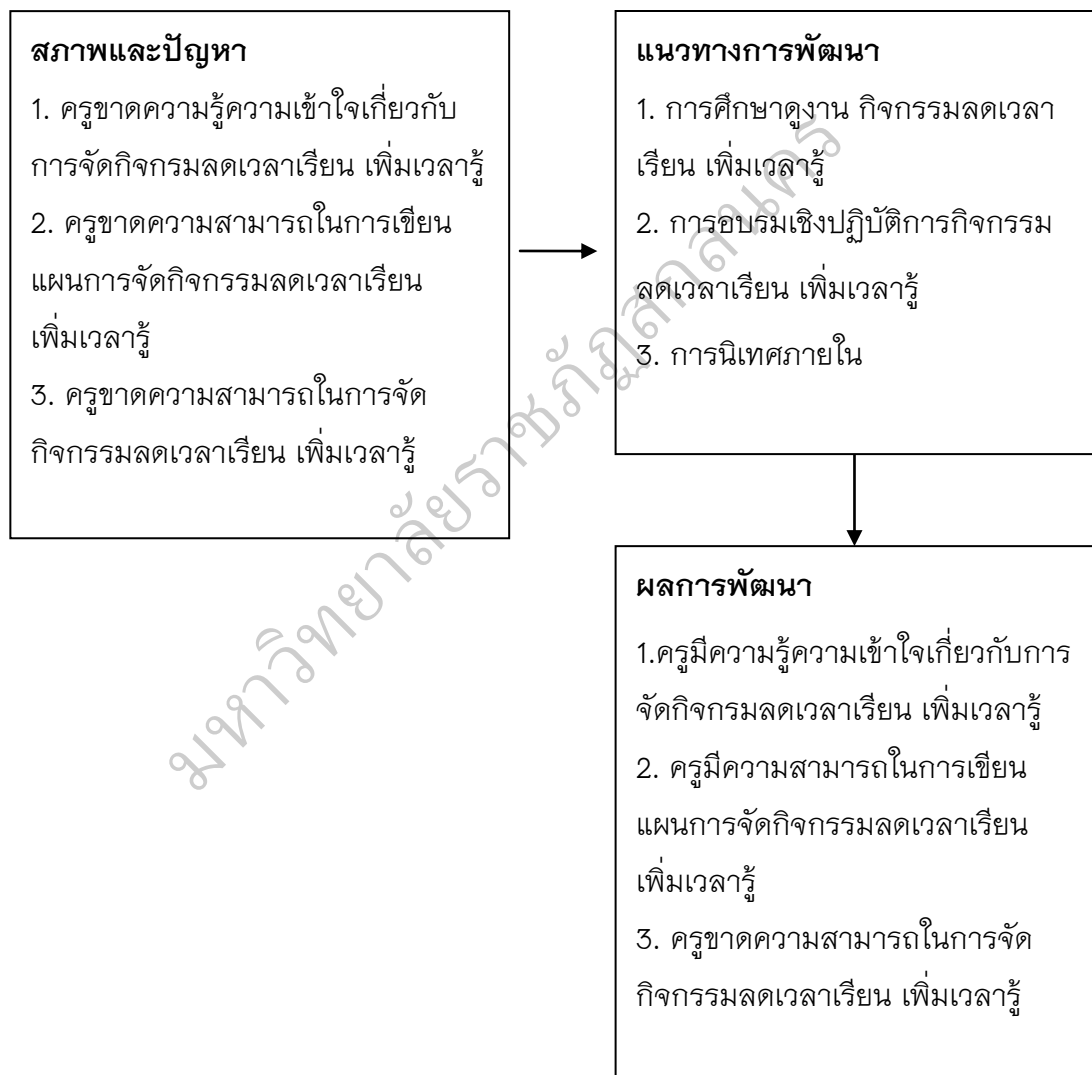 สภาพและปัญหา
1. ครูขาดความรู้ความเข้าใจเกี่ยวกับ
การจัดกิจกรมลดเวลาเรียน เพิ่มเวลารู้
2. ครูขาดความสามารถในการเขียน
แผนการจัดกิจกรรมลดเวลาเรียน
เพิ่มเวลารู้
3. ครูขาดความสามารถในการจัด
กิจกรรมลดเวลาเรียน เพิ่มเวลารู้
แนวทางการพัฒนา
1. การศึกษาดูงาน กิจกรรมลดเวลา
เรียน เพิ่มเวลารู้
2. การอบรมเชิงปฏิบัติการกิจกรรม
ลดเวลาเรียน เพิ่มเวลารู้
3. การนิเทศภายใน
ผลการพัฒนา
1.ครูมีความรู้ความเข้าใจเกี่ยวกับการ
จัดกิจกรมลดเวลาเรียน เพิ่มเวลารู้
2. ครูมีความสามารถในการเขียน
แผนการจัดกิจกรรมลดเวลาเรียน
เพิ่มเวลารู้
3. ครูขาดความสามารถในการจัด
กิจกรรมลดเวลาเรียน เพิ่มเวลารู้
มหาวิทยาลัยราชภัฏสกลนคร